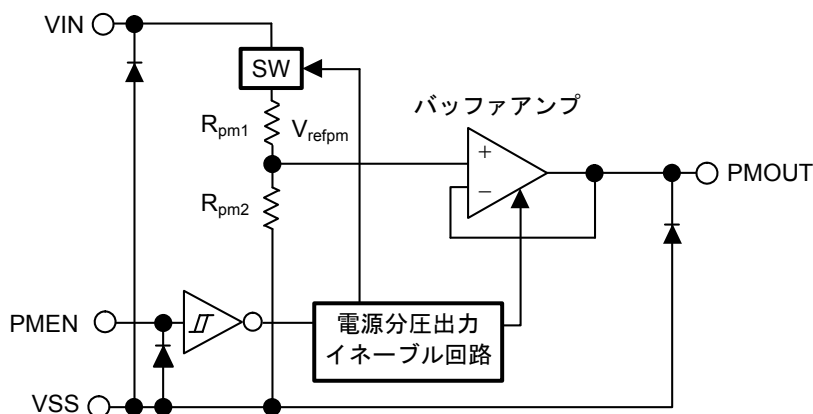 VIN
SW
バッファアンプ
Rpm1
Vrefpm
+
−
PMOUT
Rpm2
PMEN
電源分圧出力
イネーブル回路
VSS